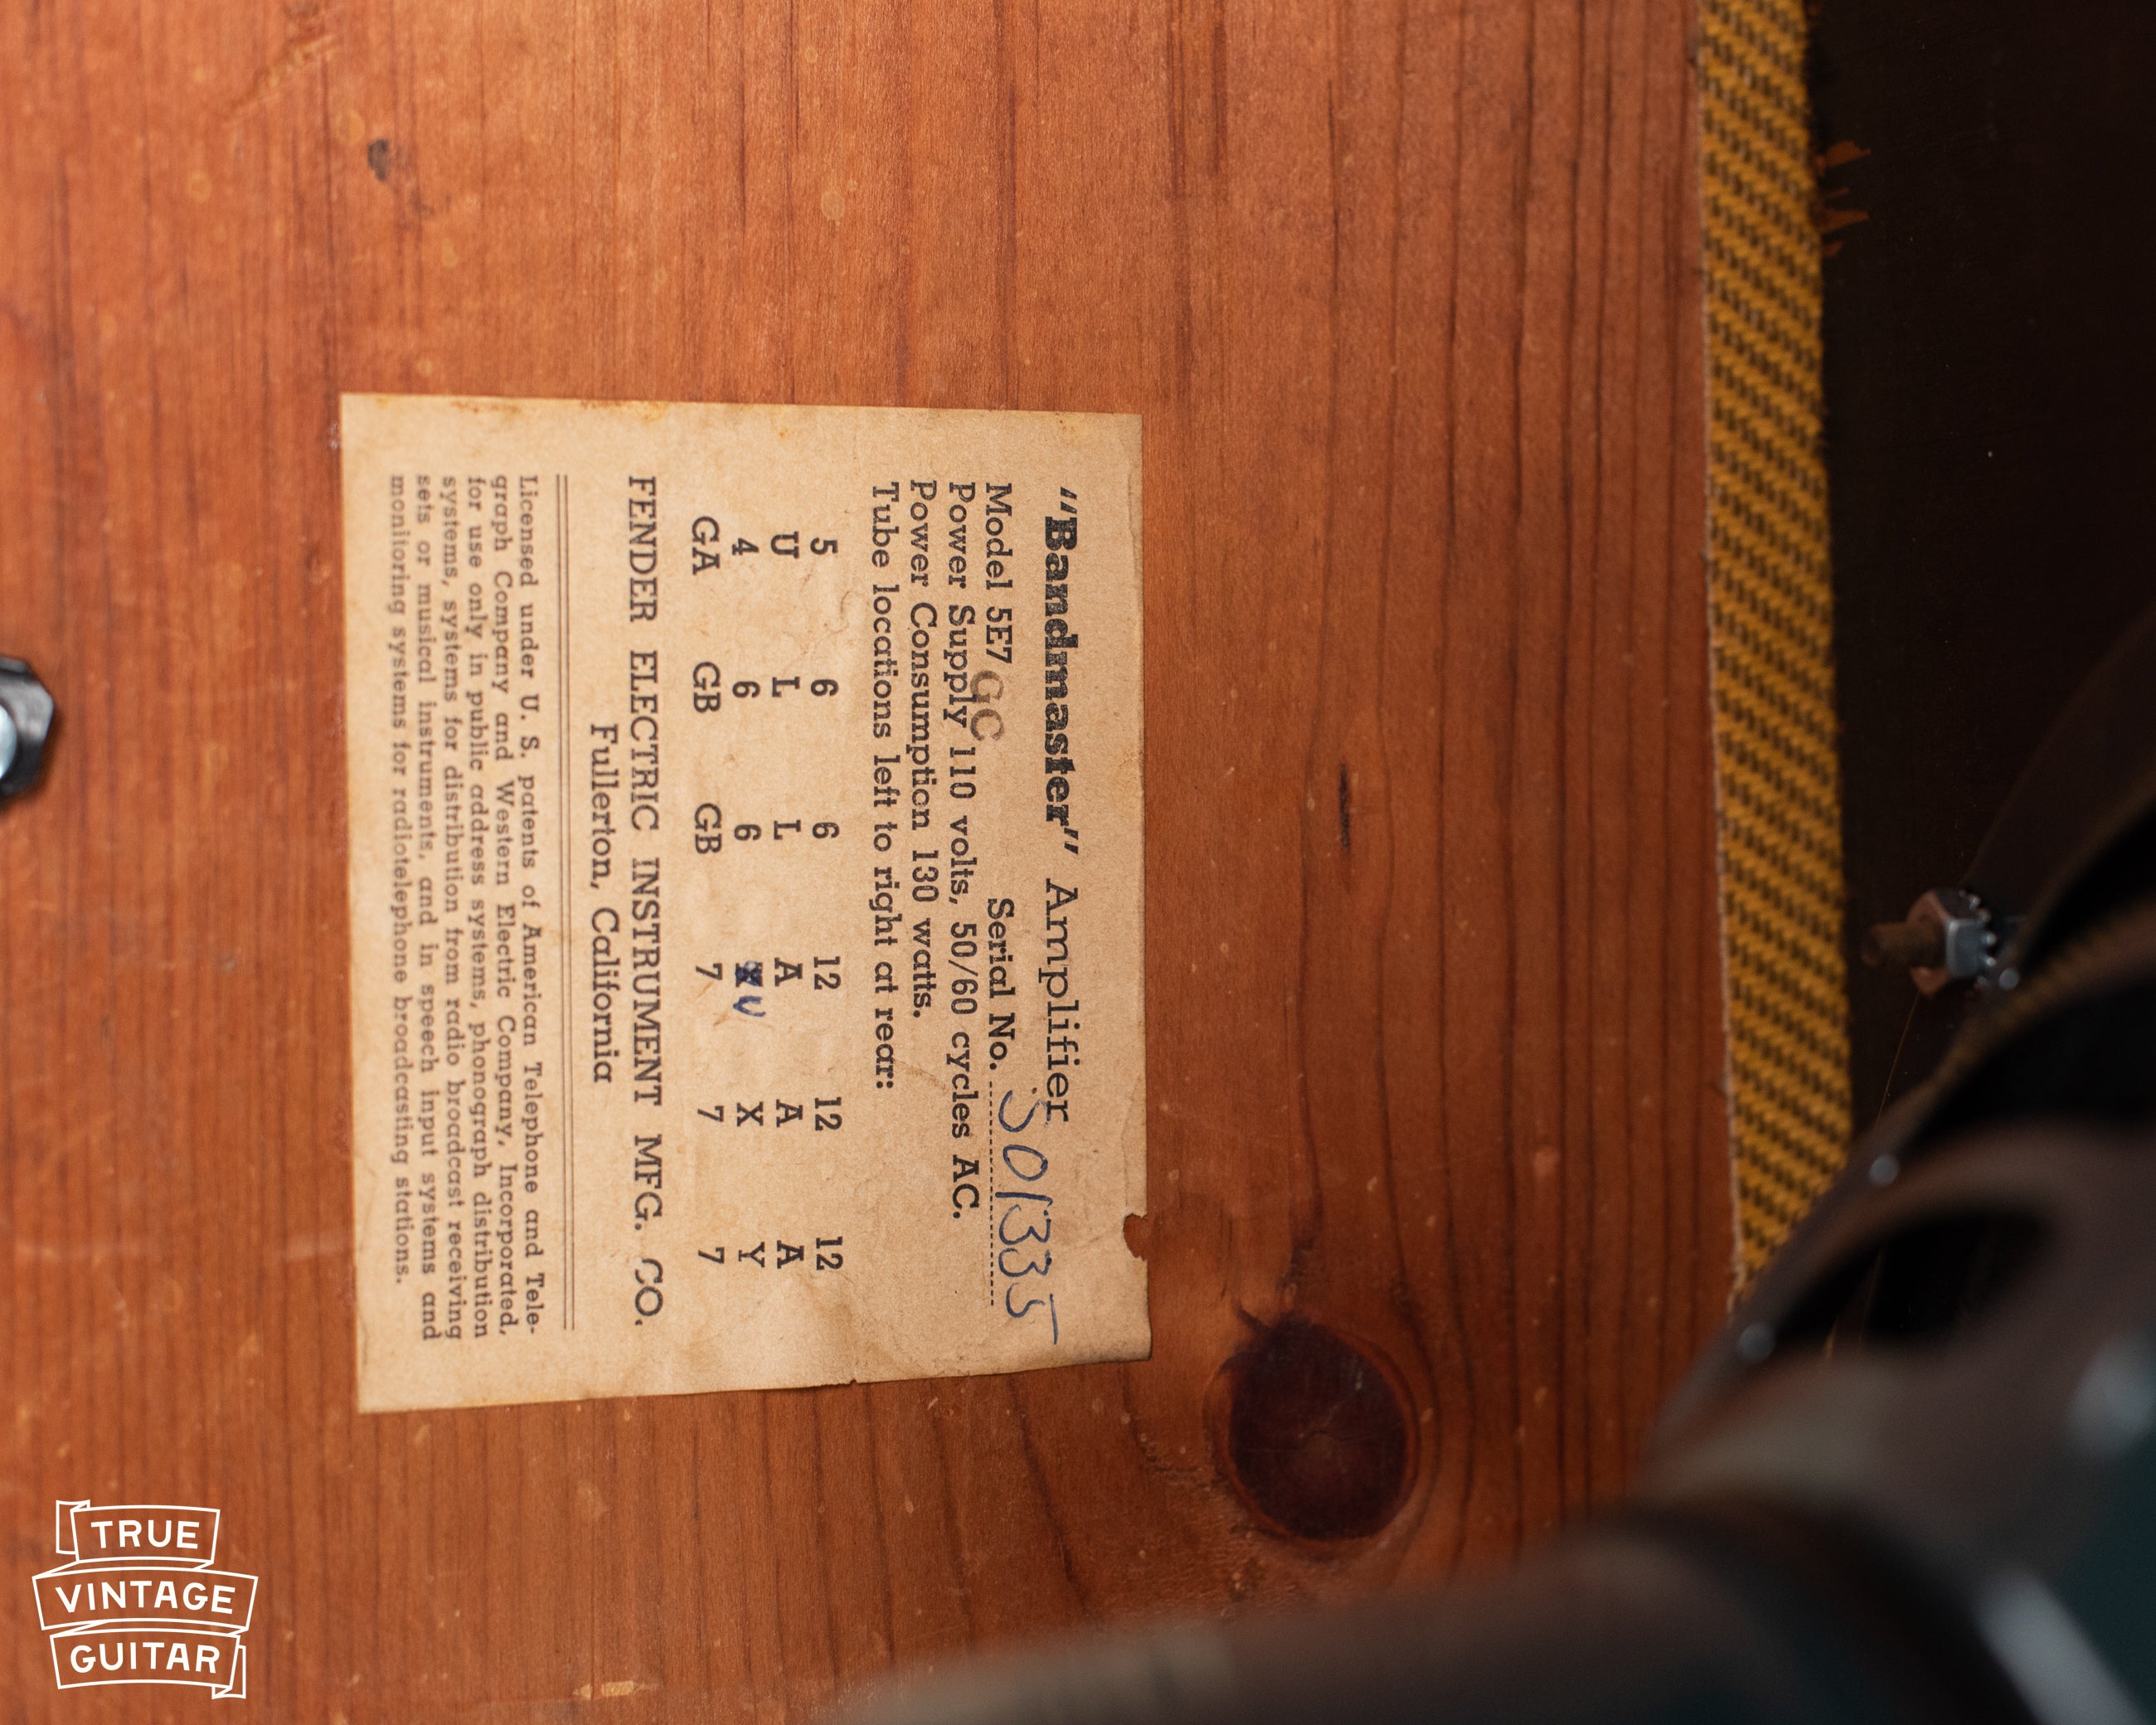 "Bandmaster" Amplifier
Model 5E7 GC Serial No. S01335
Power Supply 110 volts, 50/60 cycles AC.
Power Consumption 130 watts.
Tube locations left to right at rear:
5 6 6 12 12 12
U L L A A A
4 6 6 X Y
GA GB GB 7 7 7
FENDER ELECTRIC INSTRUMENT MFG. CO.
Fullerton, California
Licensed under U. S. patents of American Telephone and Tele-
graph Company and Western Electric Company, Incorporated,
for use only in public address systems, phonograph distribution
systems, systems for distribution from radio broadcast receiving
sets or musical instruments, and in speech input systems and
monitoring systems for radiotelephone broadcasting stations.
TRUE
VINTAGE
GUITAR